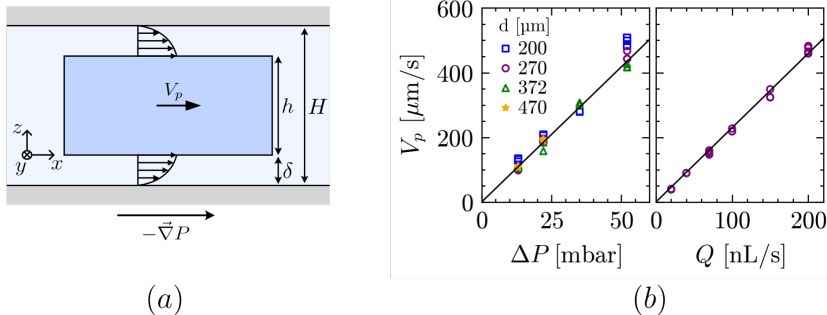 V_p
h
H
z
y
x
δ
−∇⃗P
(a)
600
400
200
0
V_p [μm/s]
d [μm]
200
270
372
470
0 20 40 60
ΔP [mbar]
0 100 200
Q [nL/s]
(b)